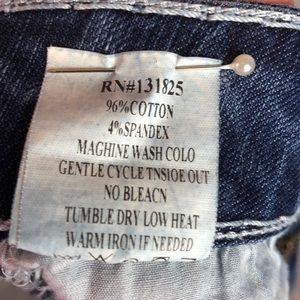 RN#131825
96%COTTON
4%SPANDEX
MAGHINE WASH COLO
GENTLE CYCLE TNSIDE OUT
NO BLEACN
TUMBLE DRY LOW HEAT
WARM IRON IF NEEDED